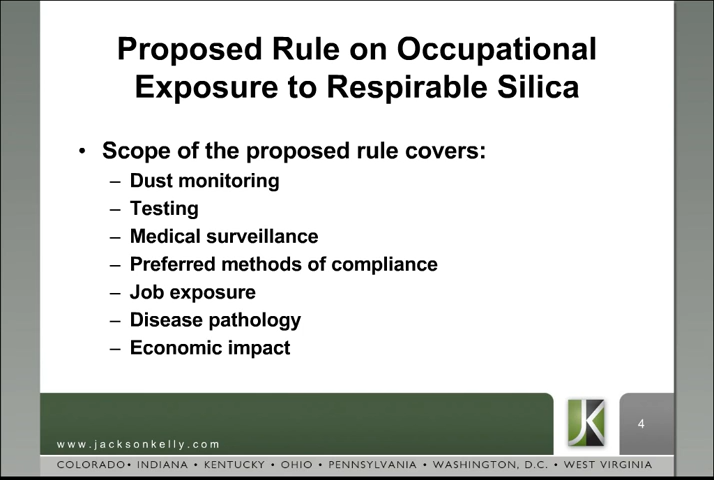 Proposed Rule on Occupational
Exposure to Respirable Silica
• Scope of the proposed rule covers:
– Dust monitoring
– Testing
– Medical surveillance
– Preferred methods of compliance
– Job exposure
– Disease pathology
– Economic impact
JK
4
www.jacksonkelly.com
COLORADO • INDIANA • KENTUCKY • OHIO • PENNSYLVANIA • WASHINGTON, D.C. • WEST VIRGINIA